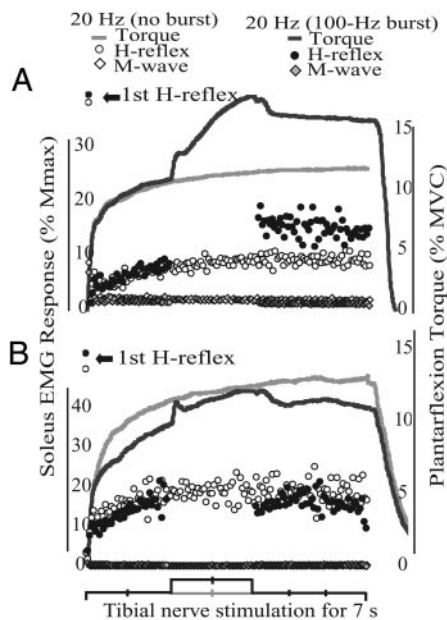 20 Hz (no burst) 20 Hz (100-Hz burst)
Torque Torque
H-reflex H-reflex
M-wave M-wave
A
1st H-reflex
30
20
10
0
15
10
5
0
Soleus EMG Response (% Mmax)
Plantarflexion Torque (% MVC)
B
1st H-reflex
40
30
20
10
0
15
10
5
0
Tibial nerve stimulation for 7 s